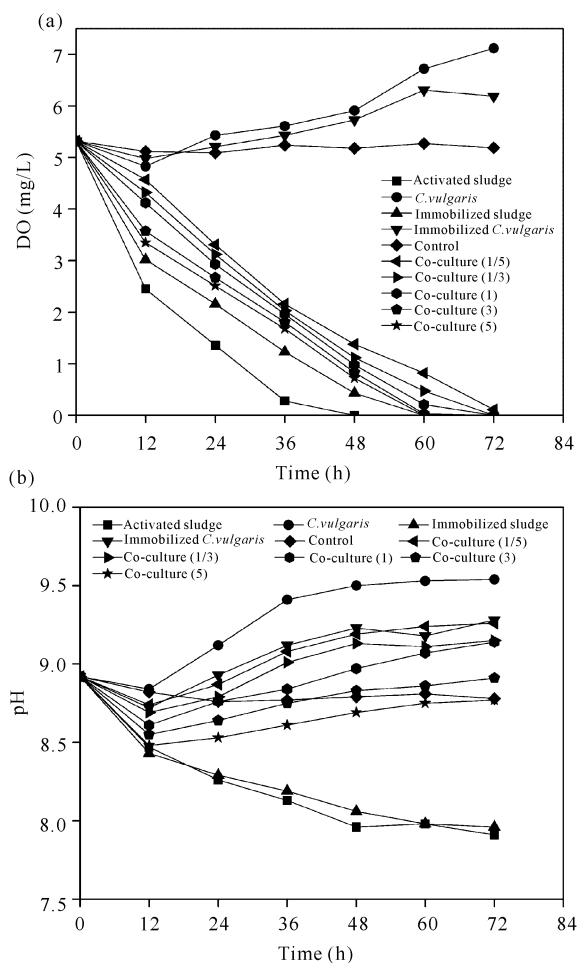 (a)
7
6
5
4
3
2
1
0
DO (mg/L)
Activated sludge
C.vulgaris
Immobilized sludge
Immobilized C.vulgaris
Control
Co-culture (1/5)
Co-culture (1/3)
Co-culture (1)
Co-culture (3)
Co-culture (5)
0 12 24 36 48 60 72 84
Time (h)
(b)
10.0
9.5
9.0
8.5
8.0
7.5
pH
Activated sludge C.vulgaris Immobilized sludge
Immobilized C.vulgaris Control Co-culture (1/5)
Co-culture (1/3) Co-culture (1) Co-culture (3)
Co-culture (5)
0 12 24 36 48 60 72 84
Time (h)